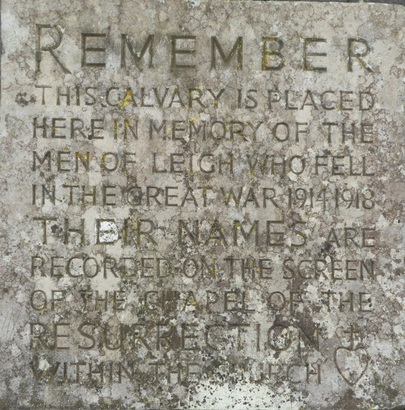 REMEMBER
THIS CALVARY IS PLACED
HERE IN MEMORY OF THE
MEN OF LEIGH WHO FELL
IN THE GREAT WAR 1914 1918
THEIR NAMES ARE
RECORDED ON THE SCREEN
OF THE CHAPEL OF THE
RESURRECTION
WITHIN THE CHURCH